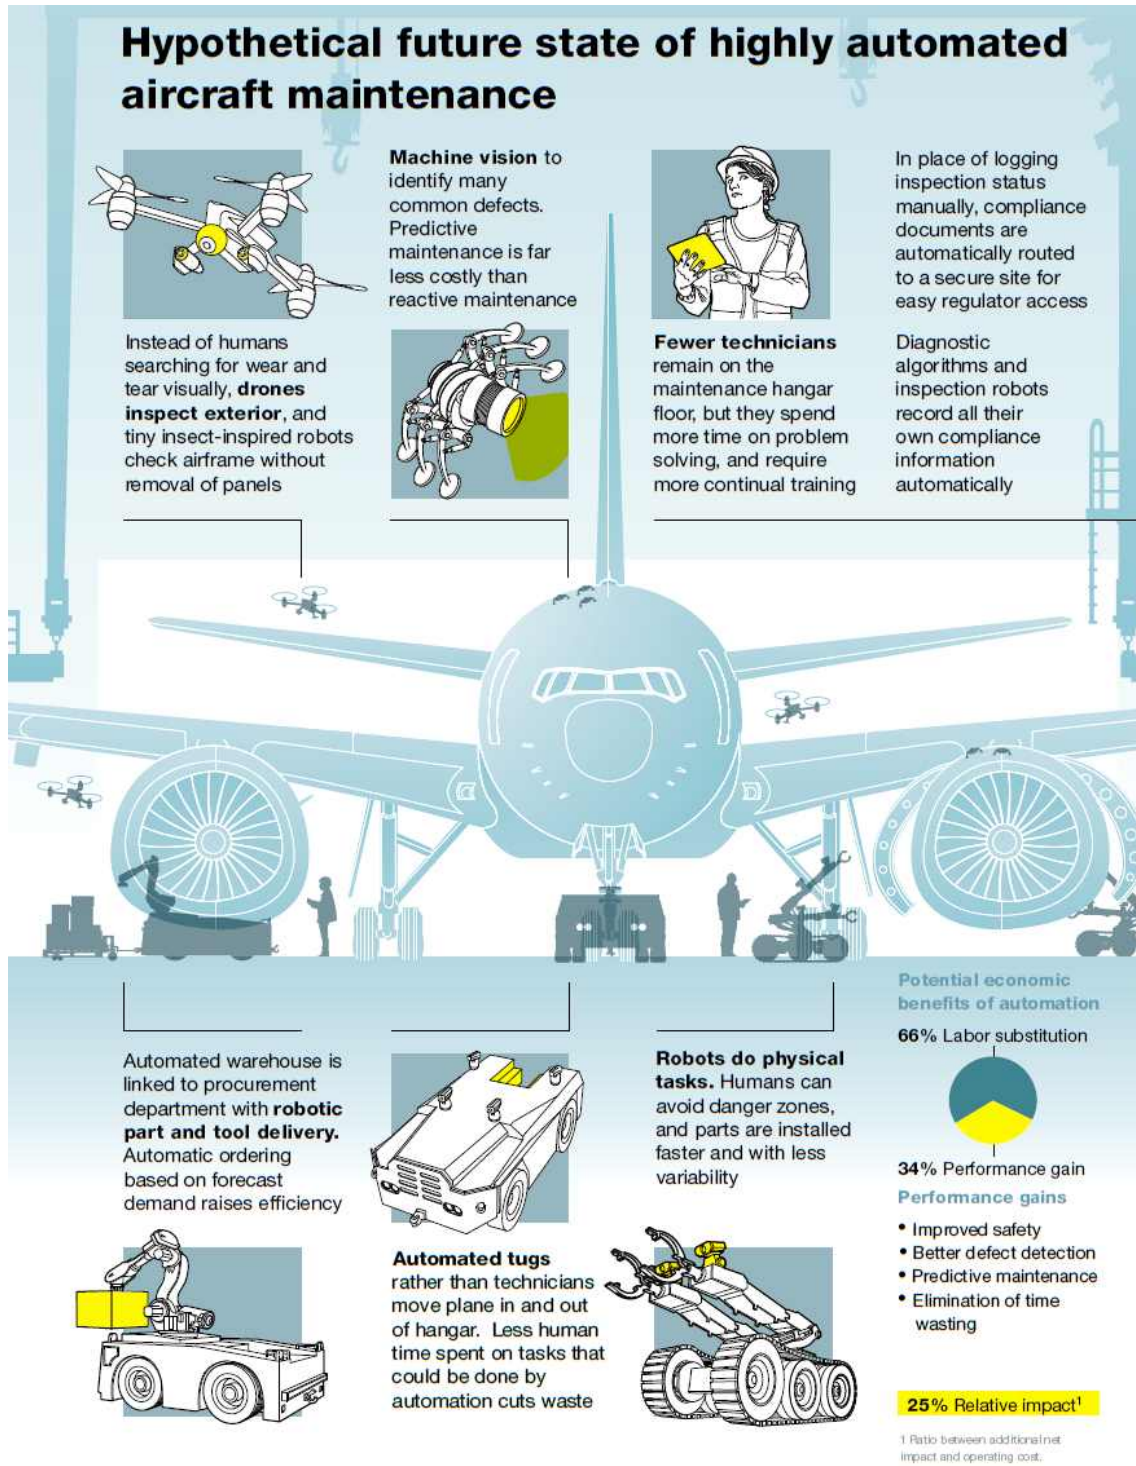 Hypothetical future state of highly automated
aircraft maintenance
Instead of humans
searching for wear and
tear visually, drones
inspect exterior, and
tiny insect-inspired robots
check airframe without
removal of panels
Machine vision to
identify many
common defects.
Predictive
maintenance is far
less costly than
reactive maintenance
Fewer technicians
remain on the
maintenance hangar
floor, but they spend
more time on problem
solving, and require
more continual training
In place of logging
inspection status
manually, compliance
documents are
automatically routed
to a secure site for
easy regulator access
Diagnostic
algorithms and
inspection robots
record all their
own compliance
information
automatically
Automated warehouse is
linked to procurement
department with robotic
part and tool delivery.
Automatic ordering
based on forecast
demand raises efficiency
Automated tugs
rather than technicians
move plane in and out
of hangar. Less human
time spent on tasks that
could be done by
automation cuts waste
Robots do physical
tasks. Humans can
avoid danger zones,
and parts are installed
faster and with less
variability
Potential economic
benefits of automation
66% Labor substitution
34% Performance gain
Performance gains
• Improved safety
• Better defect detection
• Predictive maintenance
• Elimination of time
wasting
25% Relative impact¹
1 Ratio between additional net
impact and operating cost.